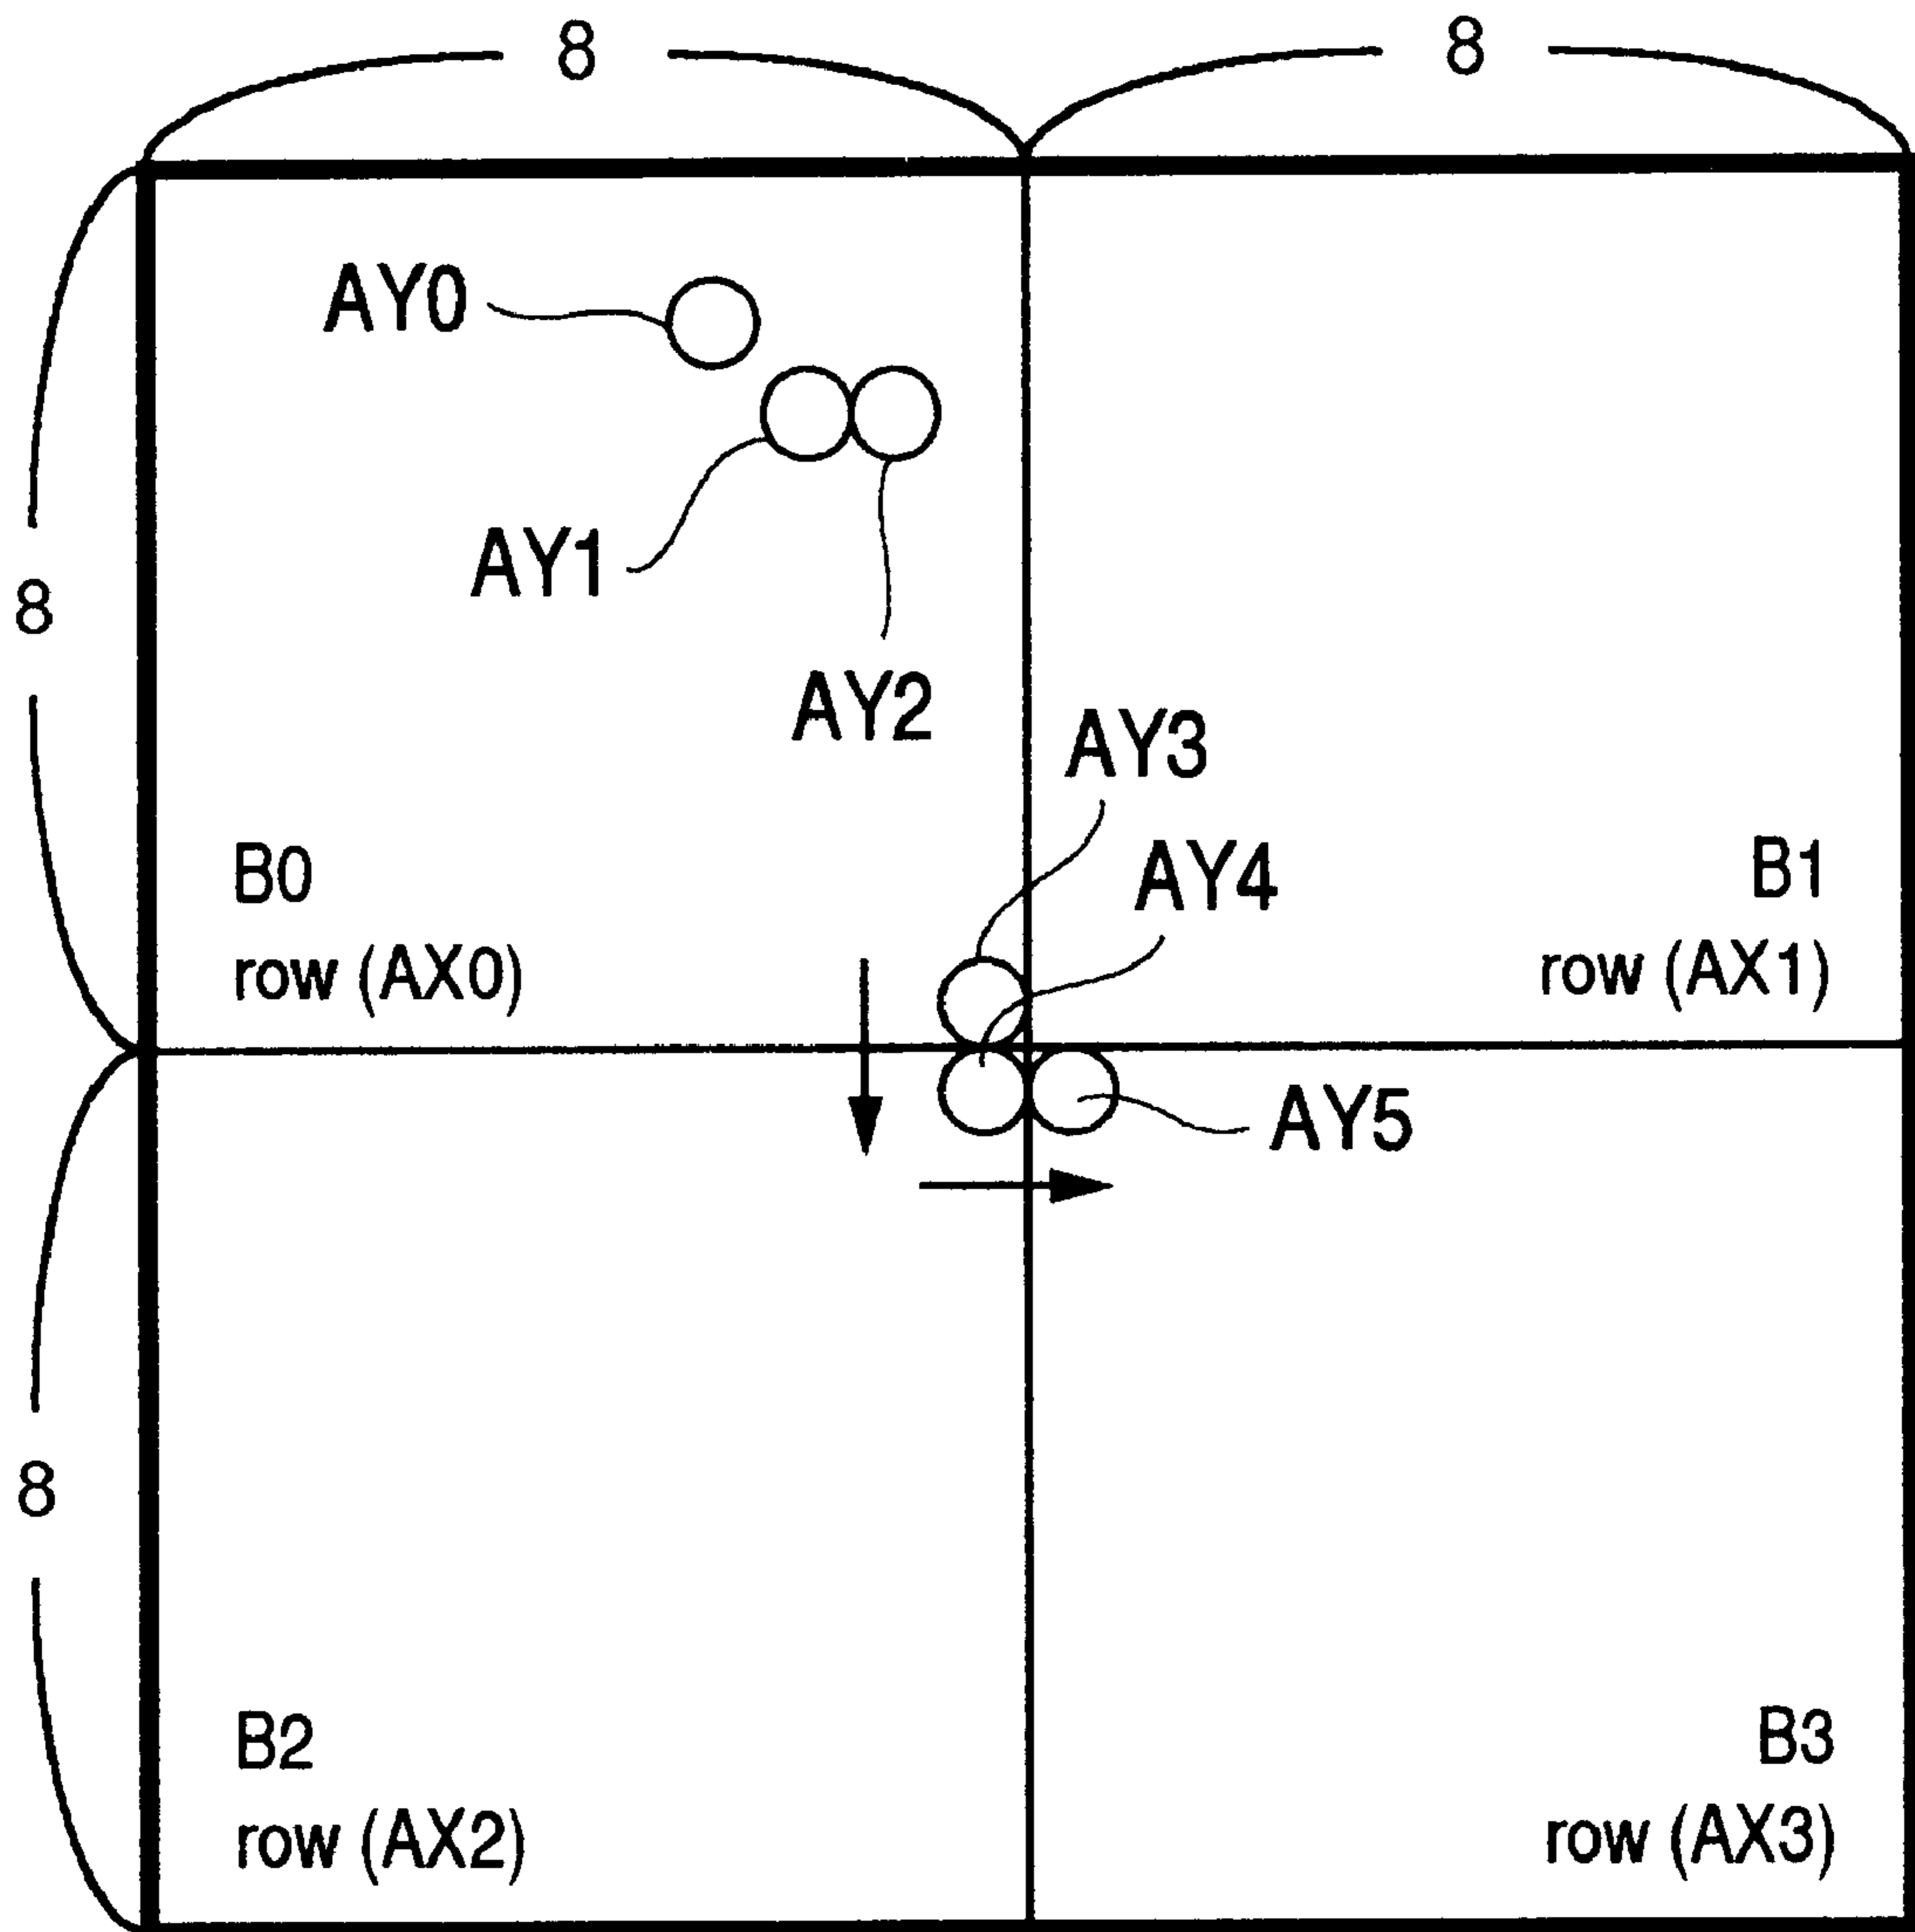 8
8
AY0
8
AY1
AY2
AY3
AY4
B0
B1
row (AX0)
row (AX1)
AY5
8
B2
B3
row (AX2)
row (AX3)